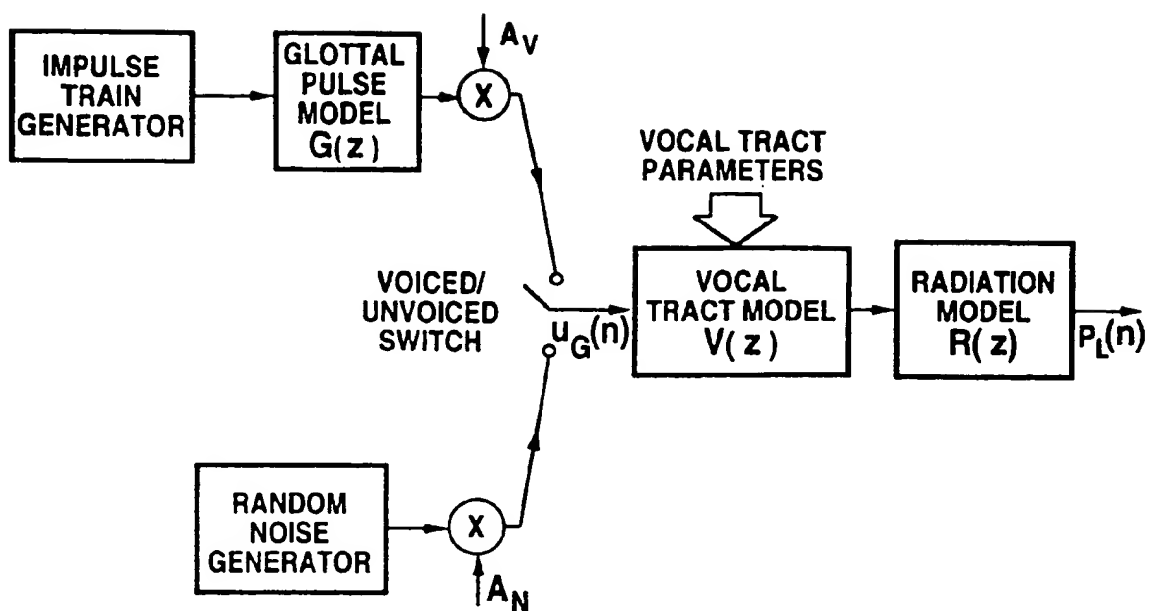 IMPULSE
TRAIN
GENERATOR
GLOTTAL
PULSE
MODEL
G(z)
A_V
X
VOCAL TRACT
PARAMETERS
VOICED/
UNVOICED
SWITCH
u_G(n)
VOCAL
TRACT MODEL
V(z)
RADIATION
MODEL
R(z)
P_L(n)
RANDOM
NOISE
GENERATOR
X
A_N